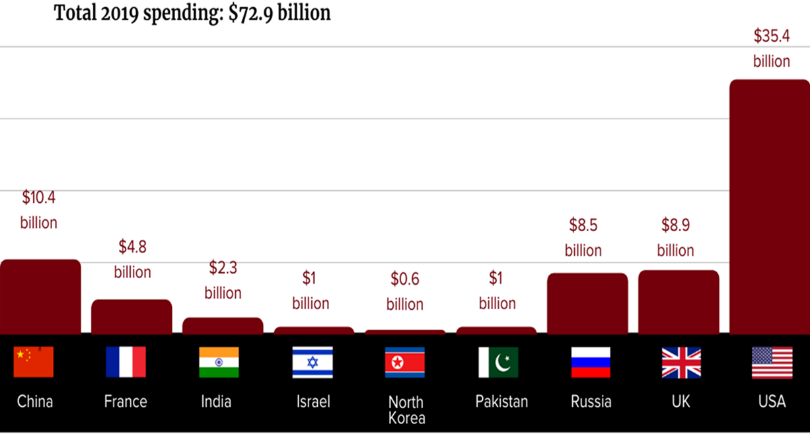 Total 2019 spending: $72.9 billion
$10.4
billion
$4.8
billion
$2.3
billion
$1
billion
$0.6
billion
$1
billion
$8.5
billion
$8.9
billion
$35.4
billion
China
France
India
Israel
North
Korea
Pakistan
Russia
UK
USA